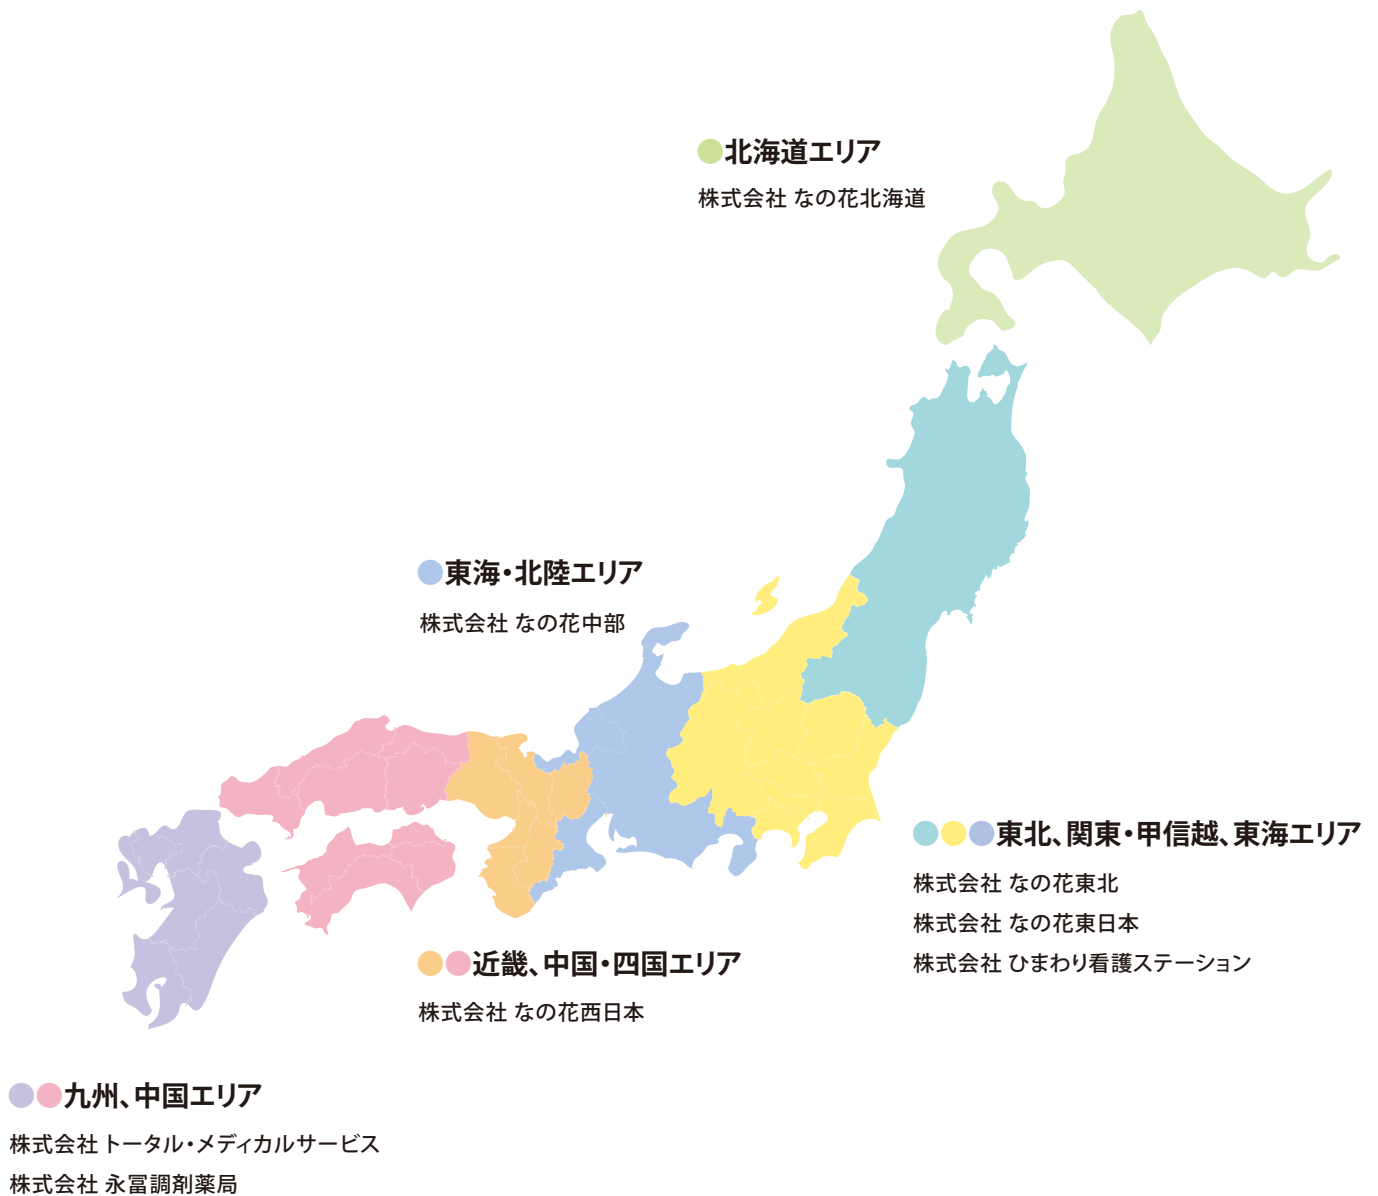 北海道エリア
株式会社 なの花北海道
東海・北陸エリア
株式会社 なの花中部
東北、関東・甲信越、東海エリア
株式会社 なの花東北
株式会社 なの花東日本
株式会社 ひまわり看護ステーション
近畿、中国・四国エリア
株式会社 なの花西日本
九州、中国エリア
株式会社 トータル・メディカルサービス
株式会社 永冨調剤薬局